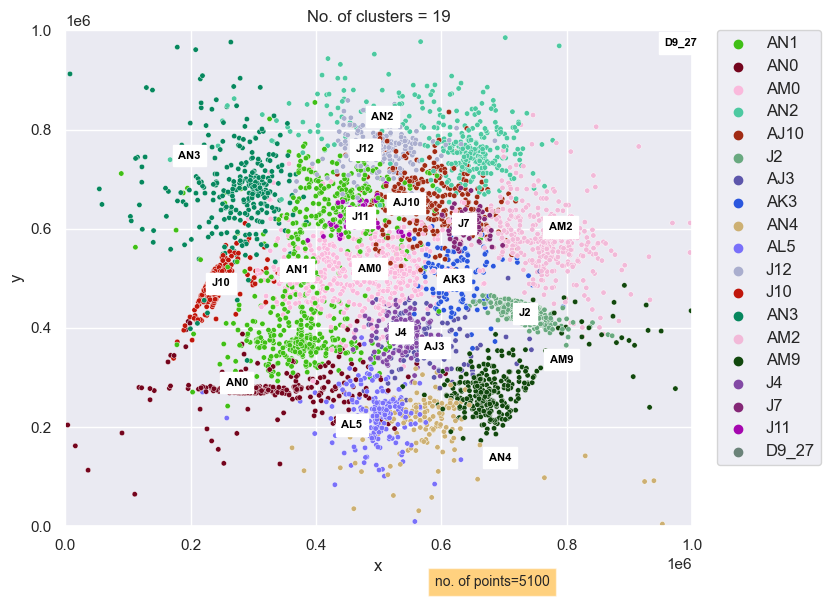 No. of clusters = 19
1e6
1.0
0.8
0.6
0.4
0.2
0.0
y
0.0
0.2
0.4
0.6
0.8
1.0
x
1e6
no. of points=5100
D9_27
AN2
J12
AN3
AJ10
J11
J7
AM2
AN1
AM0
J10
AK3
J2
J4
AJ3
AM9
AN0
AL5
AN4
AN1
AN0
AM0
AN2
AJ10
J2
AJ3
AK3
AN4
AL5
J12
J10
AN3
AM2
AM9
J4
J7
J11
D9_27